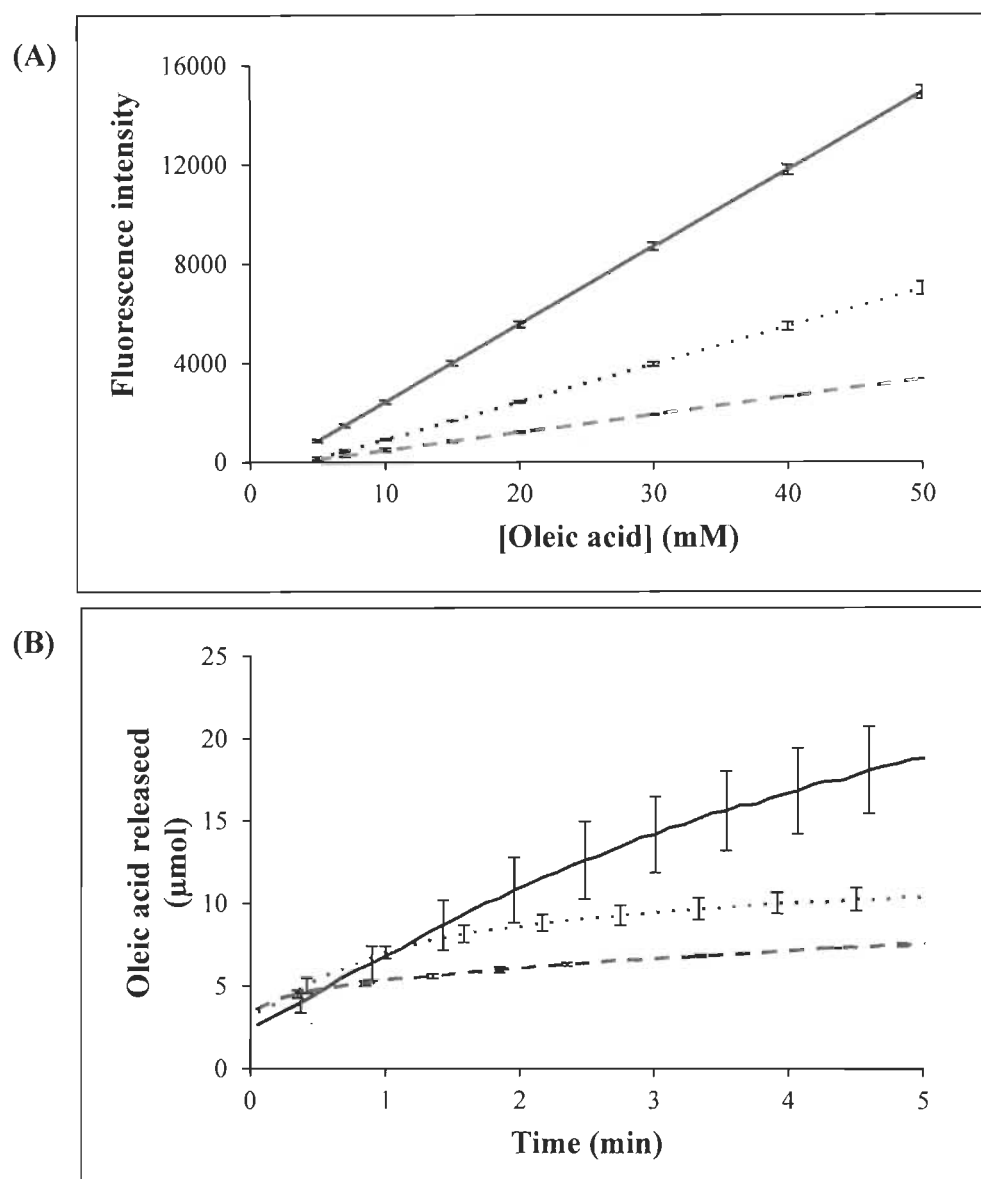 (A)
Fluorescence intensity
16000
12000
8000
4000
0
0 10 20 30 40 50
[Oleic acid] (mM)
(B)
Oleic acid released
(μmol)
25
20
15
10
5
0
0 1 2 3 4 5
Time (min)